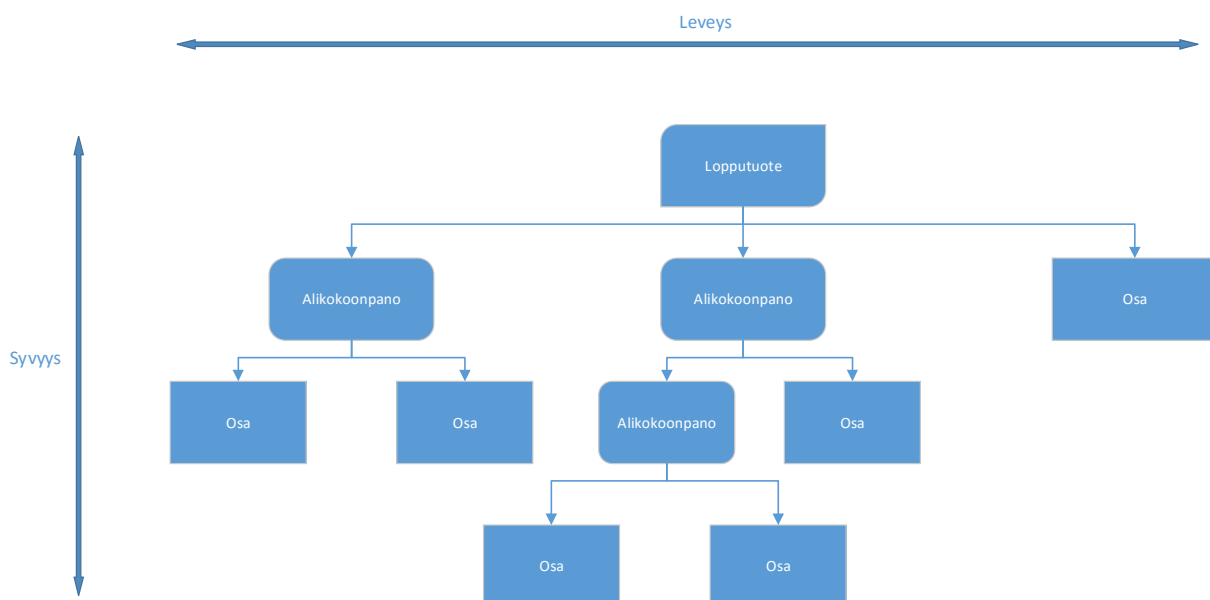 Leveys
Lopputuote
Alikokoonpano
Alikokoonpano
Osa
Syvyys
Osa
Osa
Alikokoonpano
Osa
Osa
Osa